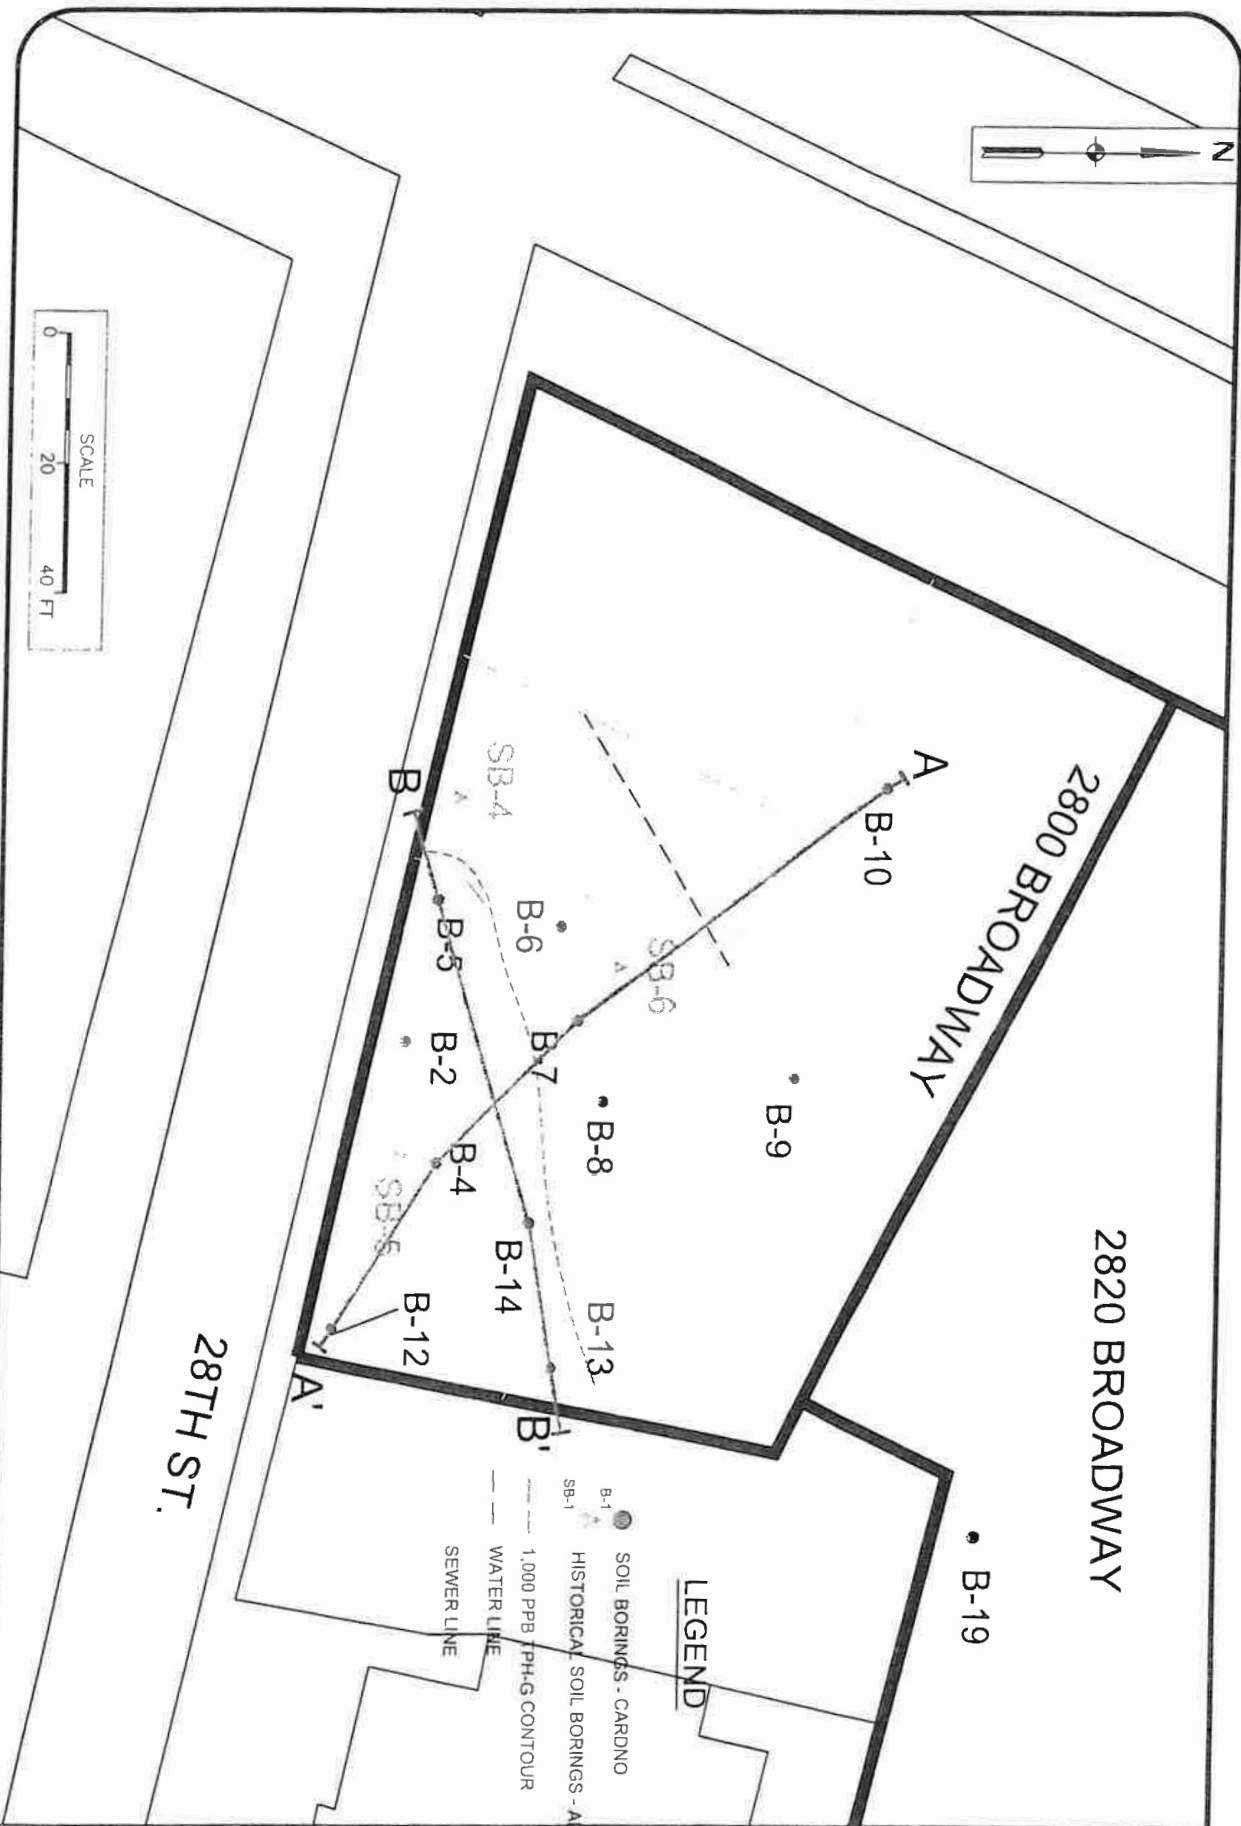 N
2800 BROADWAY
2820 BROADWAY
A
B-10
B-9
B-19
SB-6
B-8
B-6
B-7
SB-4
B
B-5
B-2
B-4
SB-5
B-14
B-13
B-12
A'
B'
28TH ST.
LEGEND
B-1 SOIL BORINGS - CARDNO
SB-1 HISTORICAL SOIL BORINGS -
1,000 PPB TPH-G CONTOUR
WATER LINE
SEWER LINE
SCALE
0 20 40 FT